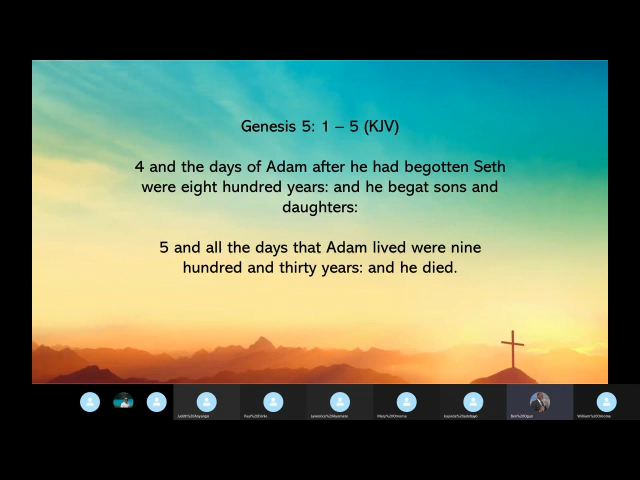 Genesis 5: 1 – 5 (KJV)
4 and the days of Adam after he had begotten Seth
were eight hundred years: and he begat sons and
daughters:
5 and all the days that Adam lived were nine
hundred and thirty years: and he died.